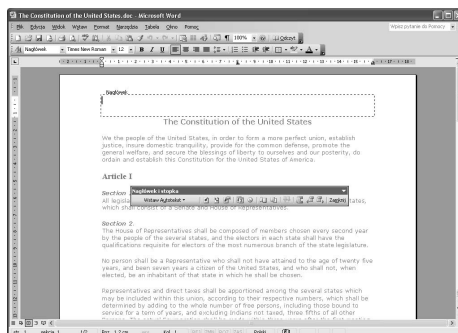 The Constitution of the United States.doc - Microsoft Word
Plik Edycja Widok Wstaw Format Narzędzia Tabela Okno Pomoc
Wpisz pytanie do Pomocy
100%
Odczyt
Nagłówek Times New Roman 12 B I U
Nagłówek
The Constitution of the United States
We the people of the United States, in order to form a more perfect union, establish
justice, insure domestic tranquility, provide for the common defense, promote the
general welfare, and secure the blessings of liberty to ourselves and our posterity, do
ordain and establish this Constitution for the United States of America.
Article I
Section
Nagłówek i stopka
All legisla
Wstaw Autotekst
Zamknij
states,
which shall consist of a Senate and House of Representatives.
Section 2.
The House of Representatives shall be composed of members chosen every second year
by the people of the several states, and the electors in each state shall have the
qualifications requisite for electors of the most numerous branch of the state legislature.
No person shall be a Representative who shall not have attained to the age of twenty five
years, and been seven years a citizen of the United States, and who shall not, when
elected, be an inhabitant of that state in which he shall be chosen.
Representatives and direct taxes shall be apportioned among the several states which
may be included within this union, according to their respective numbers, which shall be
determined by adding to the whole number of free persons, including those bound to
service for a term of years, and excluding Indians not taxed, three fifths of all other
str. 1 sekcja 1 1/2 Poz. 1,2cm Kol. 1 Polski